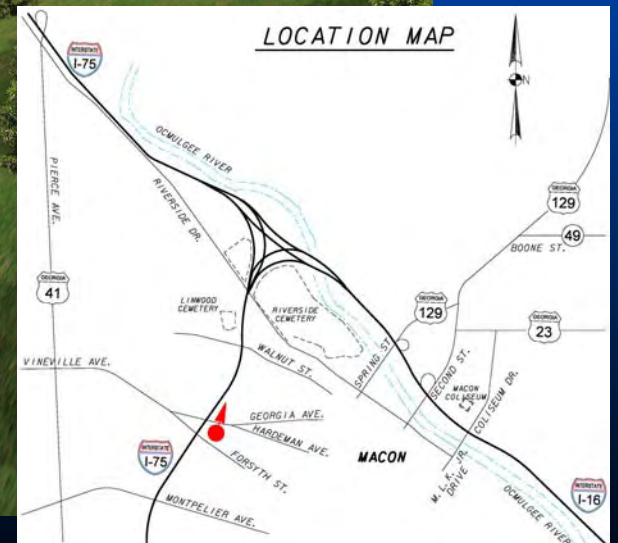 LOCATION MAP
INTERSTATE
I-75
N
OCMULGEE RIVER
PIERCE AVE.
RIVERSIDE DR.
GEORGIA
129
49
BOONE ST.
GEORGIA
41
LINWOOD
CEMETERY
RIVERSIDE
CEMETERY
GEORGIA
129
GEORGIA
23
WALNUT ST.
SPRING ST.
SECOND ST.
MACON
COLISEUM
COLISEUM DR.
VINEVILLE AVE.
GEORGIA AVE.
HARDEMAN AVE.
MACON
INTERSTATE
I-75
FORSYTH ST.
M. L. K. JR.
DRIVE
MONTPELIER AVE.
OCMULGEE RIVER
INTERSTATE
I-16